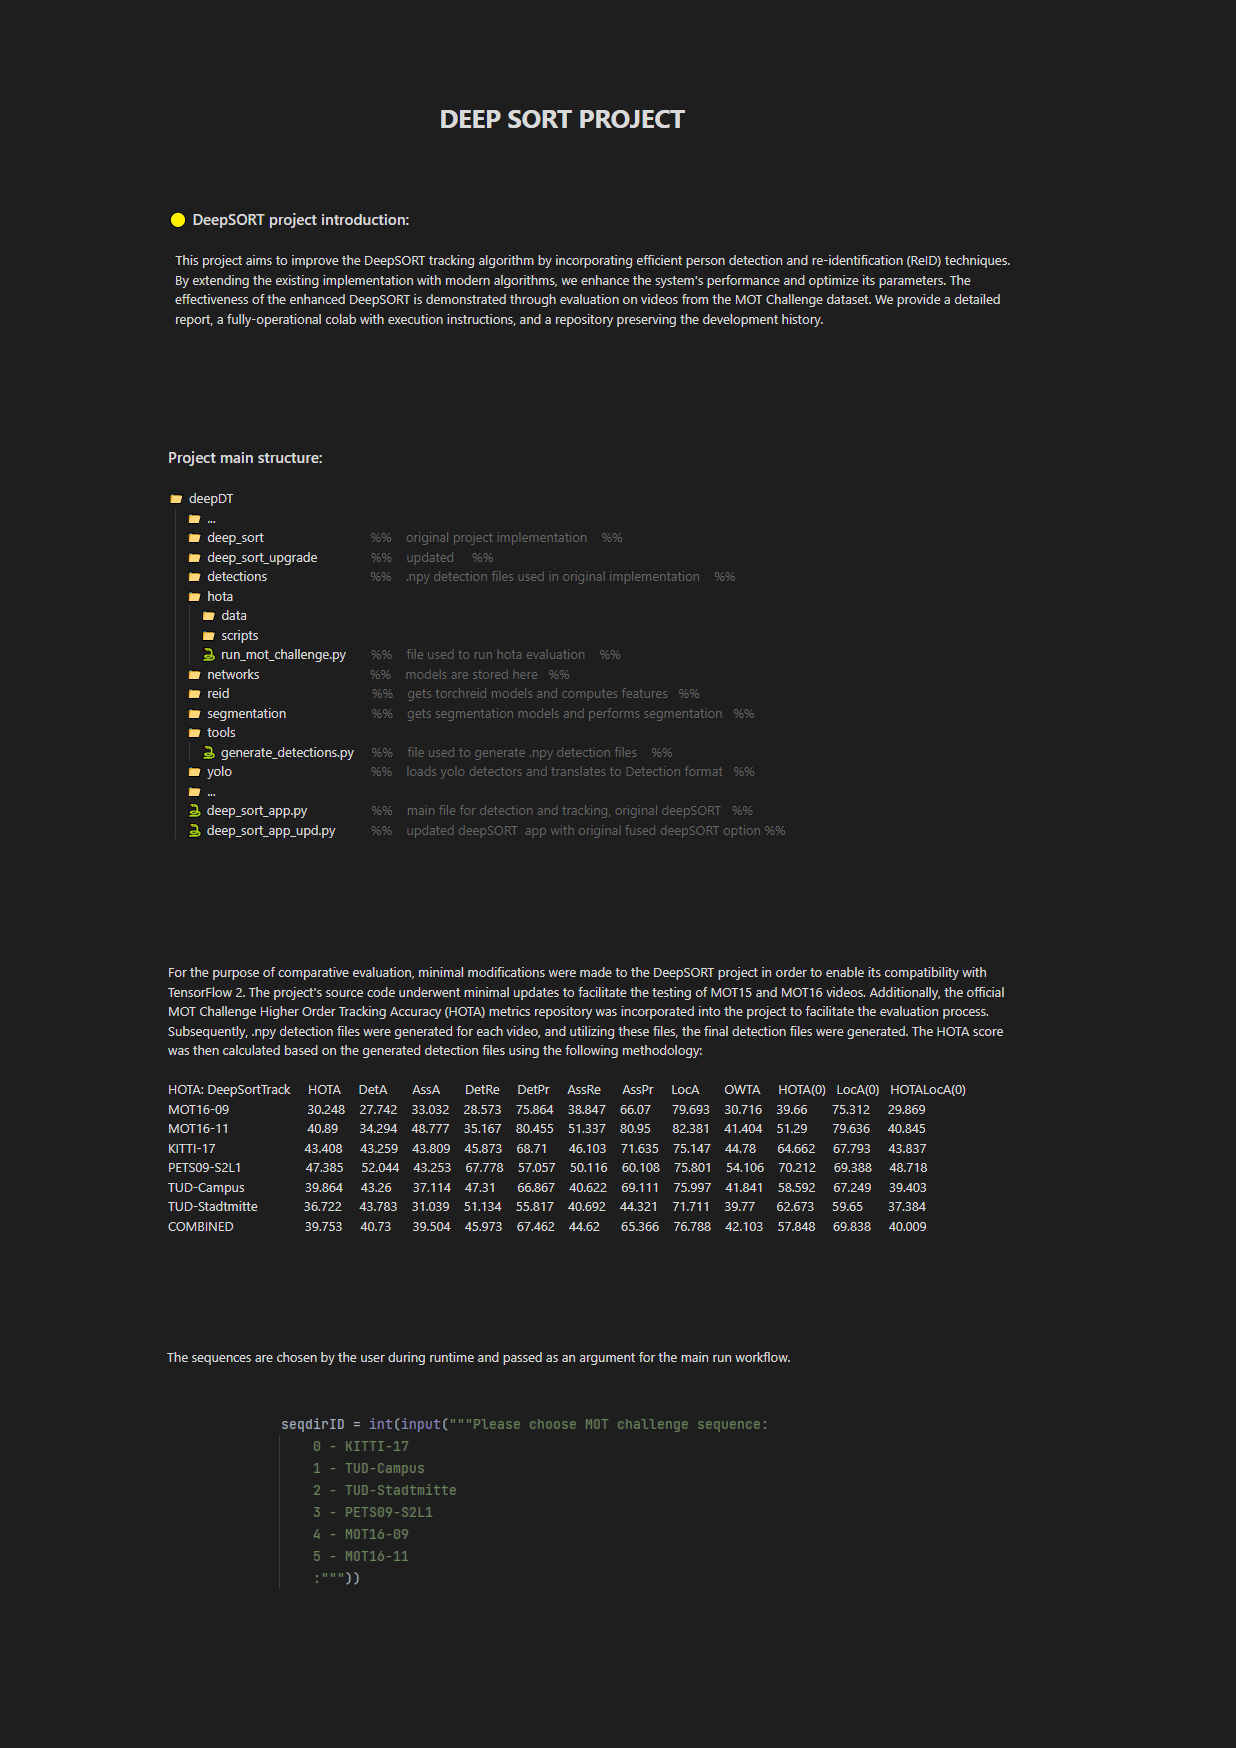 DEEP SORT PROJECT
DeepSORT project introduction:
This project aims to improve the DeepSORT tracking algorithm by incorporating efficient person detection and re-identification (ReID) techniques.
By extending the existing implementation with modern algorithms, we enhance the system's performance and optimize its parameters. The
effectiveness of the enhanced DeepSORT is demonstrated through evaluation on videos from the MOT Challenge dataset. We provide a detailed
report, a fully-operational colab with execution instructions, and a repository preserving the development history.
Project main structure:
deepDT
...
deep_sort %% original project implementation %%
deep_sort_upgrade %% updated %%
detections %% .npy detection files used in original implementation %%
hota
data
scripts
run_mot_challenge.py %% file used to run hota evaluation %%
networks %% models are stored here %%
reid %% gets torchreid models and computes features %%
segmentation %% gets segmentation models and performs segmentation %%
tools
generate_detections.py %% file used to generate .npy detection files %%
yolo %% loads yolo detectors and translates to Detection format %%
...
deep_sort_app.py %% main file for detection and tracking, original deepSORT %%
deep_sort_app_upd.py %% updated deepSORT app with original fused deepSORT option %%
For the purpose of comparative evaluation, minimal modifications were made to the DeepSORT project in order to enable its compatibility with
TensorFlow 2. The project's source code underwent minimal updates to facilitate the testing of MOT15 and MOT16 videos. Additionally, the official
MOT Challenge Higher Order Tracking Accuracy (HOTA) metrics repository was incorporated into the project to facilitate the evaluation process.
Subsequently, .npy detection files were generated for each video, and utilizing these files, the final detection files were generated. The HOTA score
was then calculated based on the generated detection files using the following methodology:
HOTA: DeepSortTrack HOTA DetA AssA DetRe DetPr AssRe AssPr LocA OWTA HOTA(0) LocA(0) HOTALocA(0)
MOT16-09 30.248 27.742 33.032 28.573 75.864 38.847 66.07 79.693 30.716 39.66 75.312 29.869
MOT16-11 40.89 34.294 48.777 35.167 80.455 51.337 80.95 82.381 41.404 51.29 79.636 40.845
KITTI-17 43.408 43.259 43.809 45.873 68.71 46.103 71.635 75.147 44.78 64.662 67.793 43.837
PETS09-S2L1 47.385 52.044 43.253 67.778 57.057 50.116 60.108 75.801 54.106 70.212 69.388 48.718
TUD-Campus 39.864 43.26 37.114 47.31 66.867 40.622 69.111 75.997 41.841 58.592 67.249 39.403
TUD-Stadtmitte 36.722 43.783 31.039 51.134 55.817 40.692 44.321 71.711 39.77 62.673 59.65 37.384
COMBINED 39.753 40.73 39.504 45.973 67.462 44.62 65.366 76.788 42.103 57.848 69.838 40.009
The sequences are chosen by the user during runtime and passed as an argument for the main run workflow.
seqdirID = int(input("""Please choose MOT challenge sequence:
0 - KITTI-17
1 - TUD-Campus
2 - TUD-Stadtmitte
3 - PETS09-S2L1
4 - MOT16-09
5 - MOT16-11
:"""))